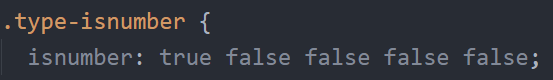 .type-isnumber {
isnumber: true false false false false;